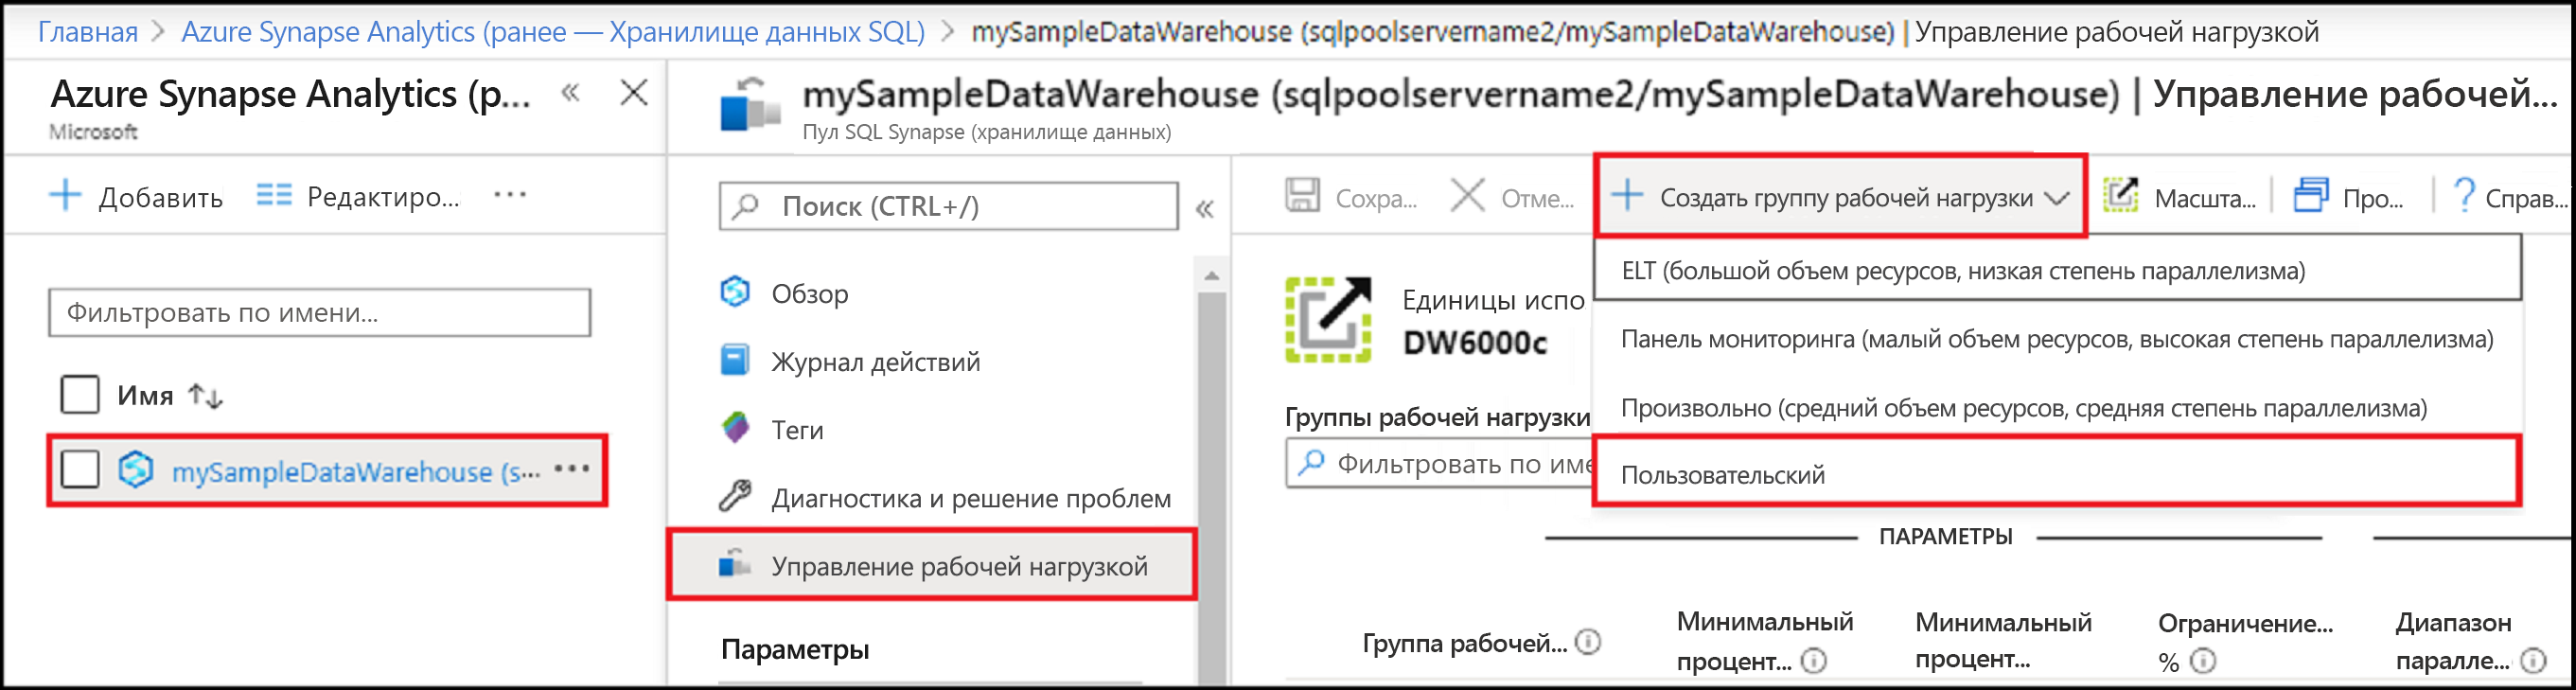 Главная > Azure Synapse Analytics (ранее — Хранилище данных SQL) > mySampleDataWarehouse (sqlpoolservername2/mySampleDataWarehouse) | Управление рабочей нагрузкой
Azure Synapse Analytics (р... «
Microsoft
Добавить Редактиро... ...
Фильтровать по имени...
Имя
mySampleDataWarehouse (s... ...
mySampleDataWarehouse (sqlpoolservername2/mySampleDataWarehouse) | Управление рабочей...
Пул SQL Synapse (хранилище данных)
Поиск (CTRL+/) «
Обзор
Журнал действий
Теги
Диагностика и решение проблем
Управление рабочей нагрузкой
Параметры
Сохра... Отме... Создать группу рабочей нагрузки Масшта... Про... ? Справ...
ELT (большой объем ресурсов, низкая степень параллелизма)
Панель мониторинга (малый объем ресурсов, высокая степень параллелизма)
Произвольно (средний объем ресурсов, средняя степень параллелизма)
Пользовательский
Единицы испо
DW6000c
Группы рабочей нагрузки
Фильтровать по име
ПАРАМЕТРЫ
Группа рабочей...
Минимальный
процент...
Минимальный
процент...
Ограничение...
%
Диапазон
паралле...